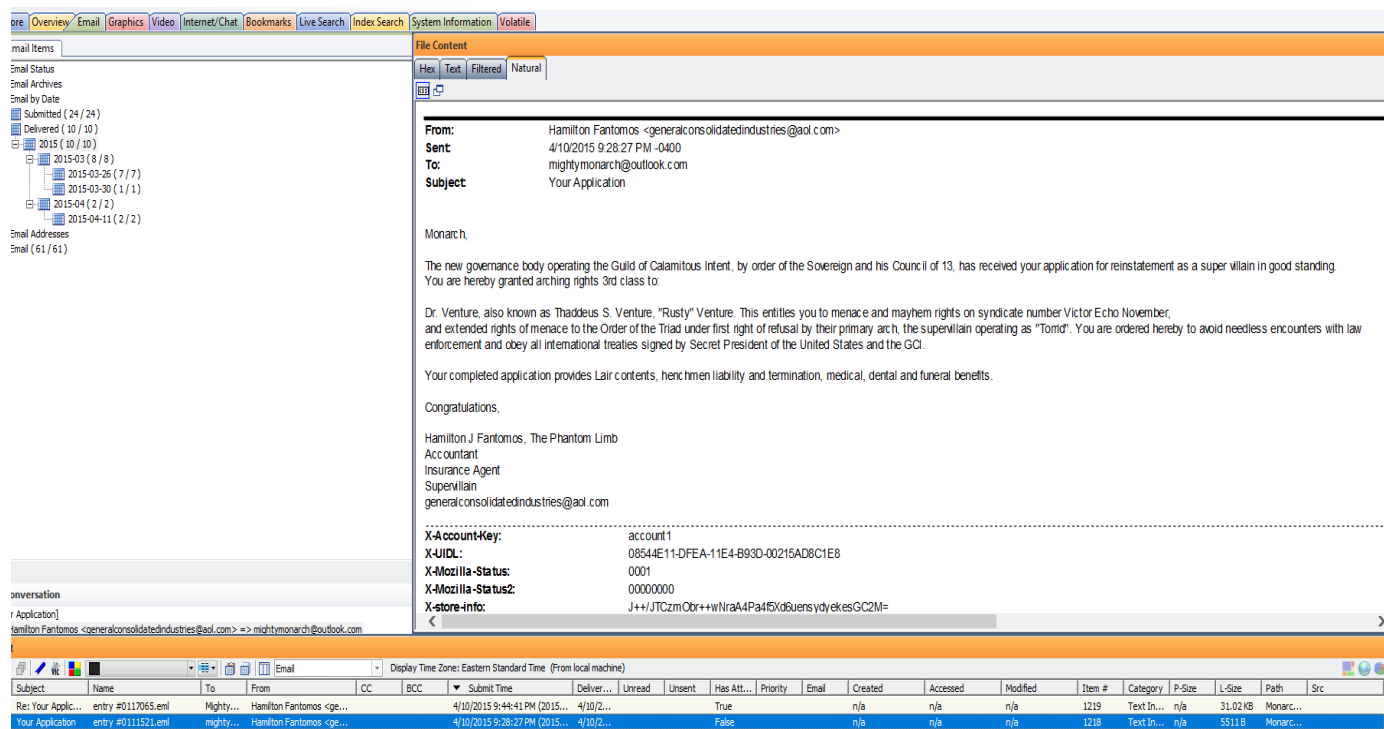 ore Overview Email Graphics Video Internet/Chat Bookmarks Live Search Index Search System Information Volatile
mail Items
Email Status
Email Archives
Email by Date
Submitted ( 24 / 24 )
Delivered ( 10 / 10 )
2015 ( 10 / 10 )
2015-03 ( 8 / 8 )
2015-03-26 ( 7 / 7 )
2015-03-30 ( 1 / 1 )
2015-04 ( 2 / 2 )
2015-04-11 ( 2 / 2 )
Email Addresses
Email ( 61 / 61 )
onversation
r Application]
Hamilton Fantomos <generalconsolidatedindustries@aol.com> => mightymonarch@outlook.com
File Content
Hex Text Filtered Natural
From: Hamilton Fantomos <generalconsolidatedindustries@aol.com>
Sent: 4/10/2015 9:28:27 PM -0400
To: mightymonarch@outlook.com
Subject: Your Application
Monarch,
The new governance body operating the Guild of Calamitous Intent, by order of the Sovereign and his Council of 13, has received your application for reinstatement as a super villain in good standing.
You are hereby granted arching rights 3rd class to:
Dr. Venture, also known as Thaddeus S. Venture, "Rusty" Venture. This entitles you to menace and mayhem rights on syndicate number Victor Echo November,
and extended rights of menace to the Order of the Triad under first right of refusal by their primary arch, the supervillain operating as "Torrid". You are ordered hereby to avoid needless encounters with law
enforcement and obey all international treaties signed by Secret President of the United States and the GCI.
Your completed application provides Lair contents, henchmen liability and termination, medical, dental and funeral benefits.
Congratulations,
Hamilton J Fantomos, The Phantom Limb
Accountant
Insurance Agent
Supervillain
generalconsolidatedindustries@aol.com
X-Account-Key: account1
X-UIDL: 08544E11-DFEA-11E4-B93D-00215AD8C1E8
X-Mozilla-Status: 0001
X-Mozilla-Status2: 00000000
X-store-info: J++/JTCzmObr++wNraA4Pa4f5Xd6uensydyekesGC2M=
t
Email Display Time Zone: Eastern Standard Time (From local machine)
Subject Name To From CC BCC Submit Time Deliver... Unread Unsent Has Att... Priority Email Created Accessed Modified Item # Category P-Size L-Size Path Src
Re: Your Applic... entry #0117065.eml Mighty... Hamilton Fantomos <ge... 4/10/2015 9:44:41 PM (2015... 4/10/2... True n/a n/a n/a 1219 Text In... n/a 31.02 KB Monarc...
Your Application entry #0111521.eml mighty... Hamilton Fantomos <ge... 4/10/2015 9:28:27 PM (2015... 4/10/2... False n/a n/a n/a 1218 Text In... n/a 5511 B Monarc...